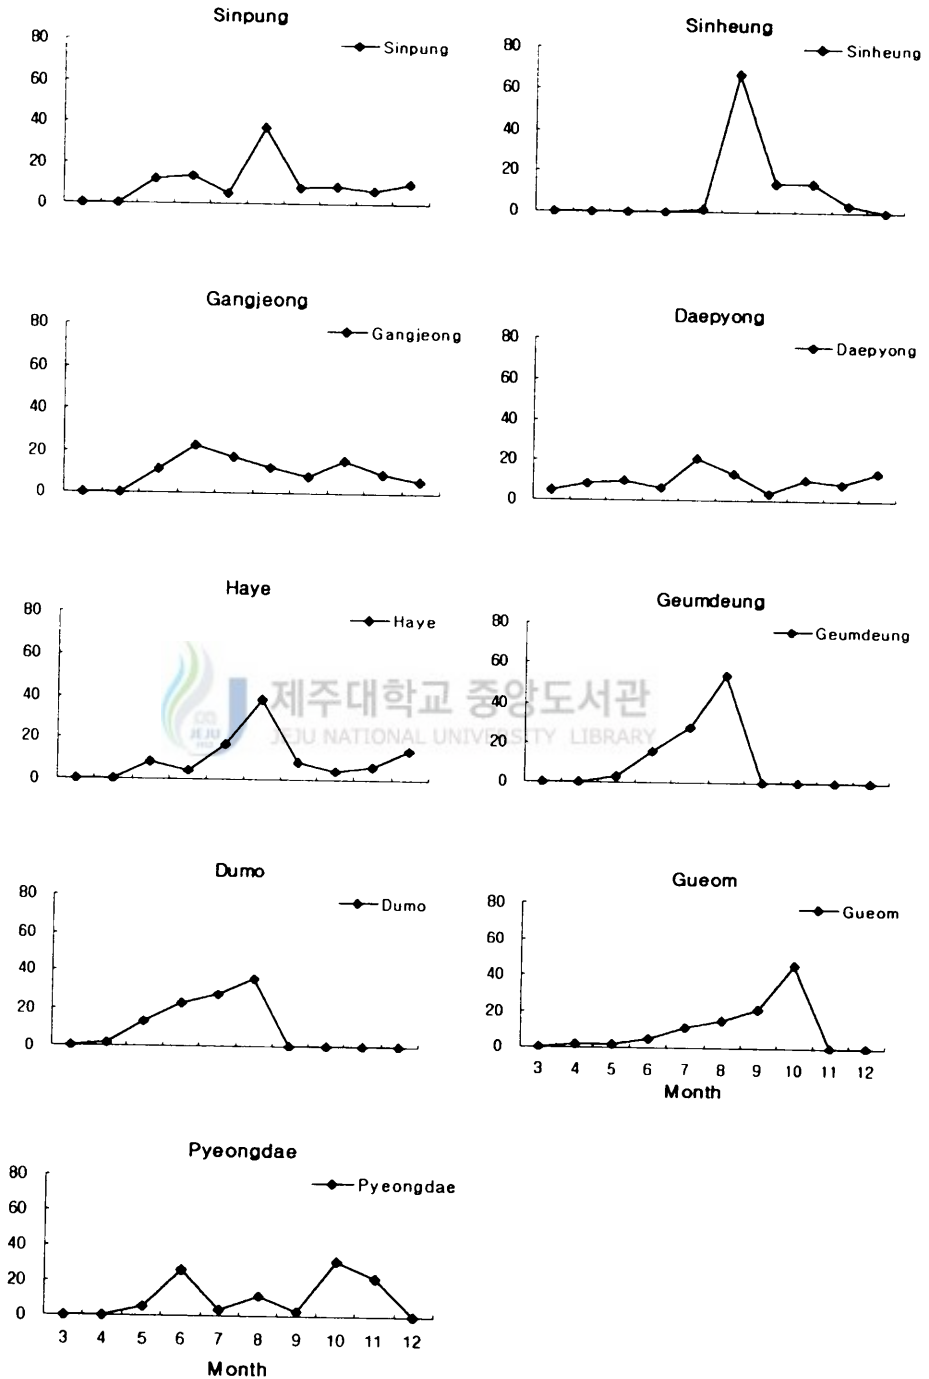 Sinpung
80
60
40
20
0
Sinpung
Sinheung
80
60
40
20
0
Sinheung
Gangjeong
80
60
40
20
0
Gangjeong
Daepyong
80
60
40
20
0
Daepyong
Haye
80
60
40
20
0
Haye
Geumdeung
80
60
40
20
0
Geumdeung
제주대학교 중앙도서관
JEJU NATIONAL UNIVERSITY LIBRARY
JEJU
1952
Dumo
80
60
40
20
0
Dumo
Gueom
80
60
40
20
0
Gueom
3 4 5 6 7 8 9 10 11 12
Month
Pyeongdae
80
60
40
20
0
Pyeongdae
3 4 5 6 7 8 9 10 11 12
Month